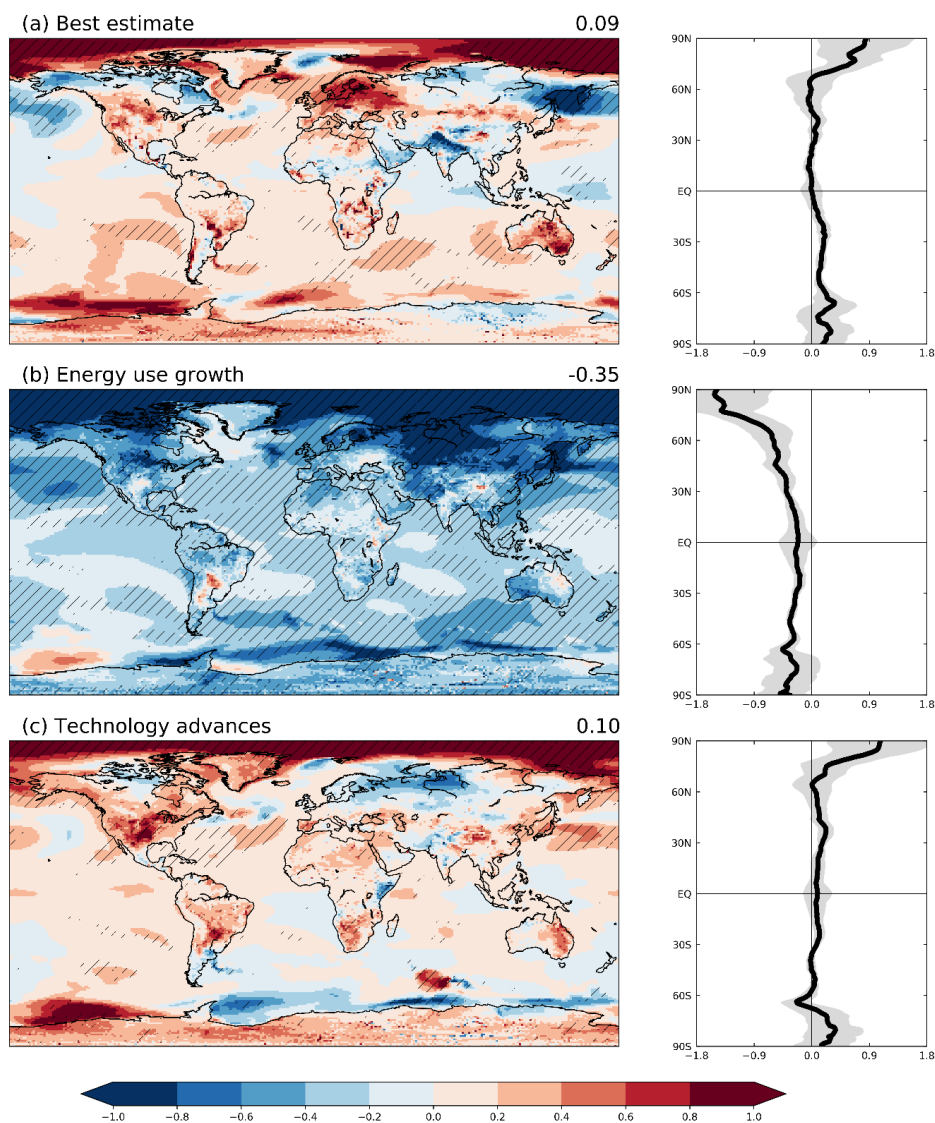 (a) Best estimate 0.09
90N
30N
EQ
30S
60S
90S
60N
−1.8 −0.9 0.0 0.9 1.8
(b) Energy use growth -0.35
90N
60N
30N
EQ
30S
60S
90S
−1.8 −0.9 0.0 0.9 1.8
(c) Technology advances 0.10
90N
60N
30N
EQ
30S
60S
90S
−1.8 −0.9 0.0 0.9 1.8
−1.0 −0.8 −0.6 −0.4 −0.2 0.0 0.2 0.4 0.6 0.8 1.0